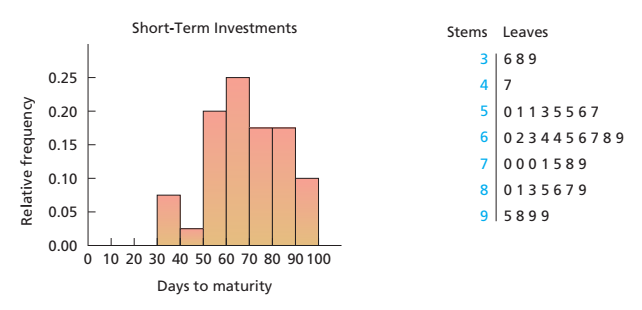 Short-Term Investments
Relative frequency
0.25
0.20
0.15
0.10
0.05
0.00
0 10 20 30 40 50 60 70 80 90 100
Days to maturity
Stems Leaves
3 6 8 9
4 7
5 0 1 1 3 5 5 6 7
6 0 2 3 4 4 5 6 7 8 9
7 0 0 0 1 5 8 9
8 0 1 3 5 6 7 9
9 5 8 9 9